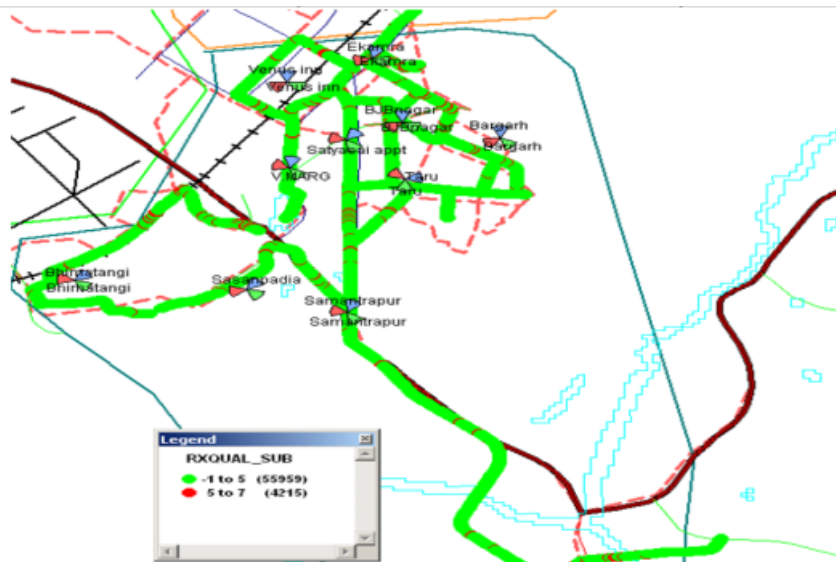 Ekamra
Ekamra
Venus inn
Venus inn
BJBnagar
BJBnagar
Bargarh
Bargarh
Satyasai appt
V MARG
Taru
Taru
Bhimatangi
Bhimatangi
Sasanpadia
Samantrapur
Samantrapur
Legend
RXQUAL_SUB
-1 to 5 (55959)
5 to 7 (4215)